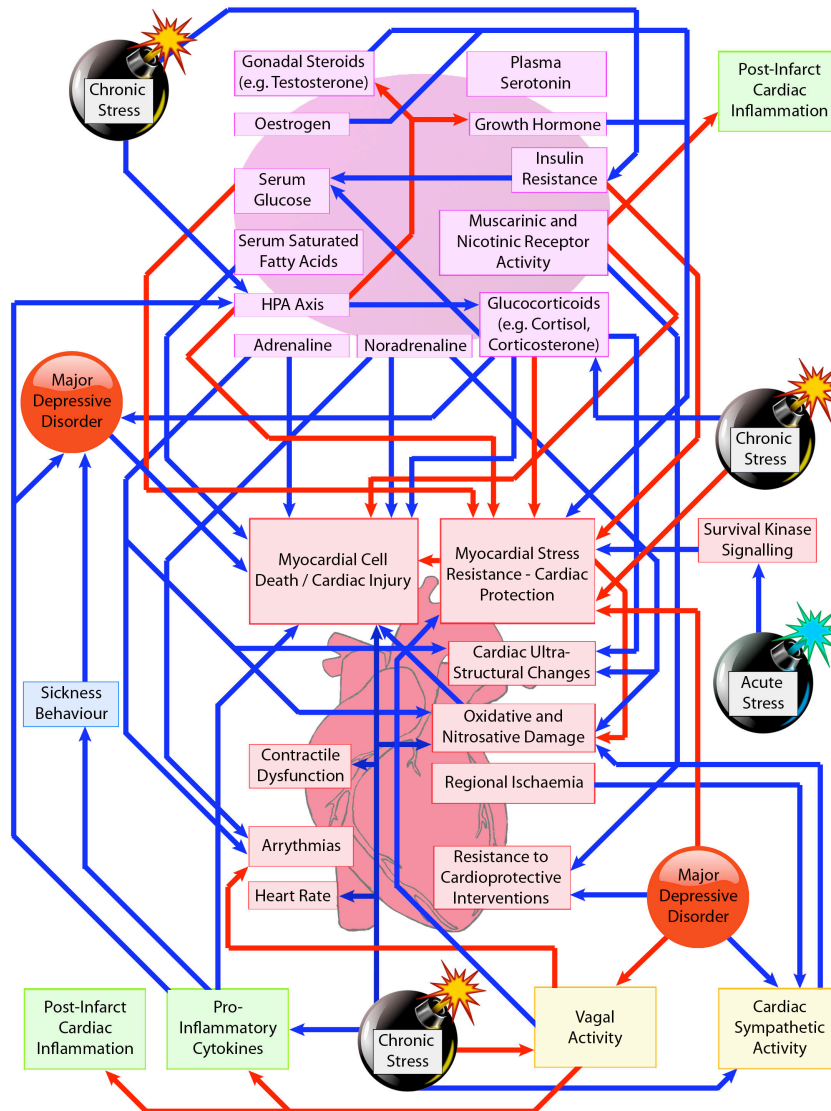 Chronic
Stress
Gonadal Steroids
(e.g. Testosterone)
Plasma
Serotonin
Post-Infarct
Cardiac
Inflammation
Oestrogen
Growth Hormone
Insulin
Resistance
Serum
Glucose
Muscarinic and
Nicotinic Receptor
Activity
Serum Saturated
Fatty Acids
HPA Axis
Glucocorticoids
(e.g. Cortisol,
Corticosterone)
Adrenaline
Noradrenaline
Major
Depressive
Disorder
Chronic
Stress
Myocardial Cell
Death / Cardiac Injury
Myocardial Stress
Resistance - Cardiac
Protection
Survival Kinase
Signalling
Cardiac Ultra-
Structural Changes
Acute
Stress
Sickness
Behaviour
Oxidative and
Nitrosative Damage
Contractile
Dysfunction
Regional Ischaemia
Arrythmias
Resistance to
Cardioprotective
Interventions
Heart Rate
Major
Depressive
Disorder
Post-Infarct
Cardiac
Inflammation
Pro-
Inflammatory
Cytokines
Chronic
Stress
Vagal
Activity
Cardiac
Sympathetic
Activity